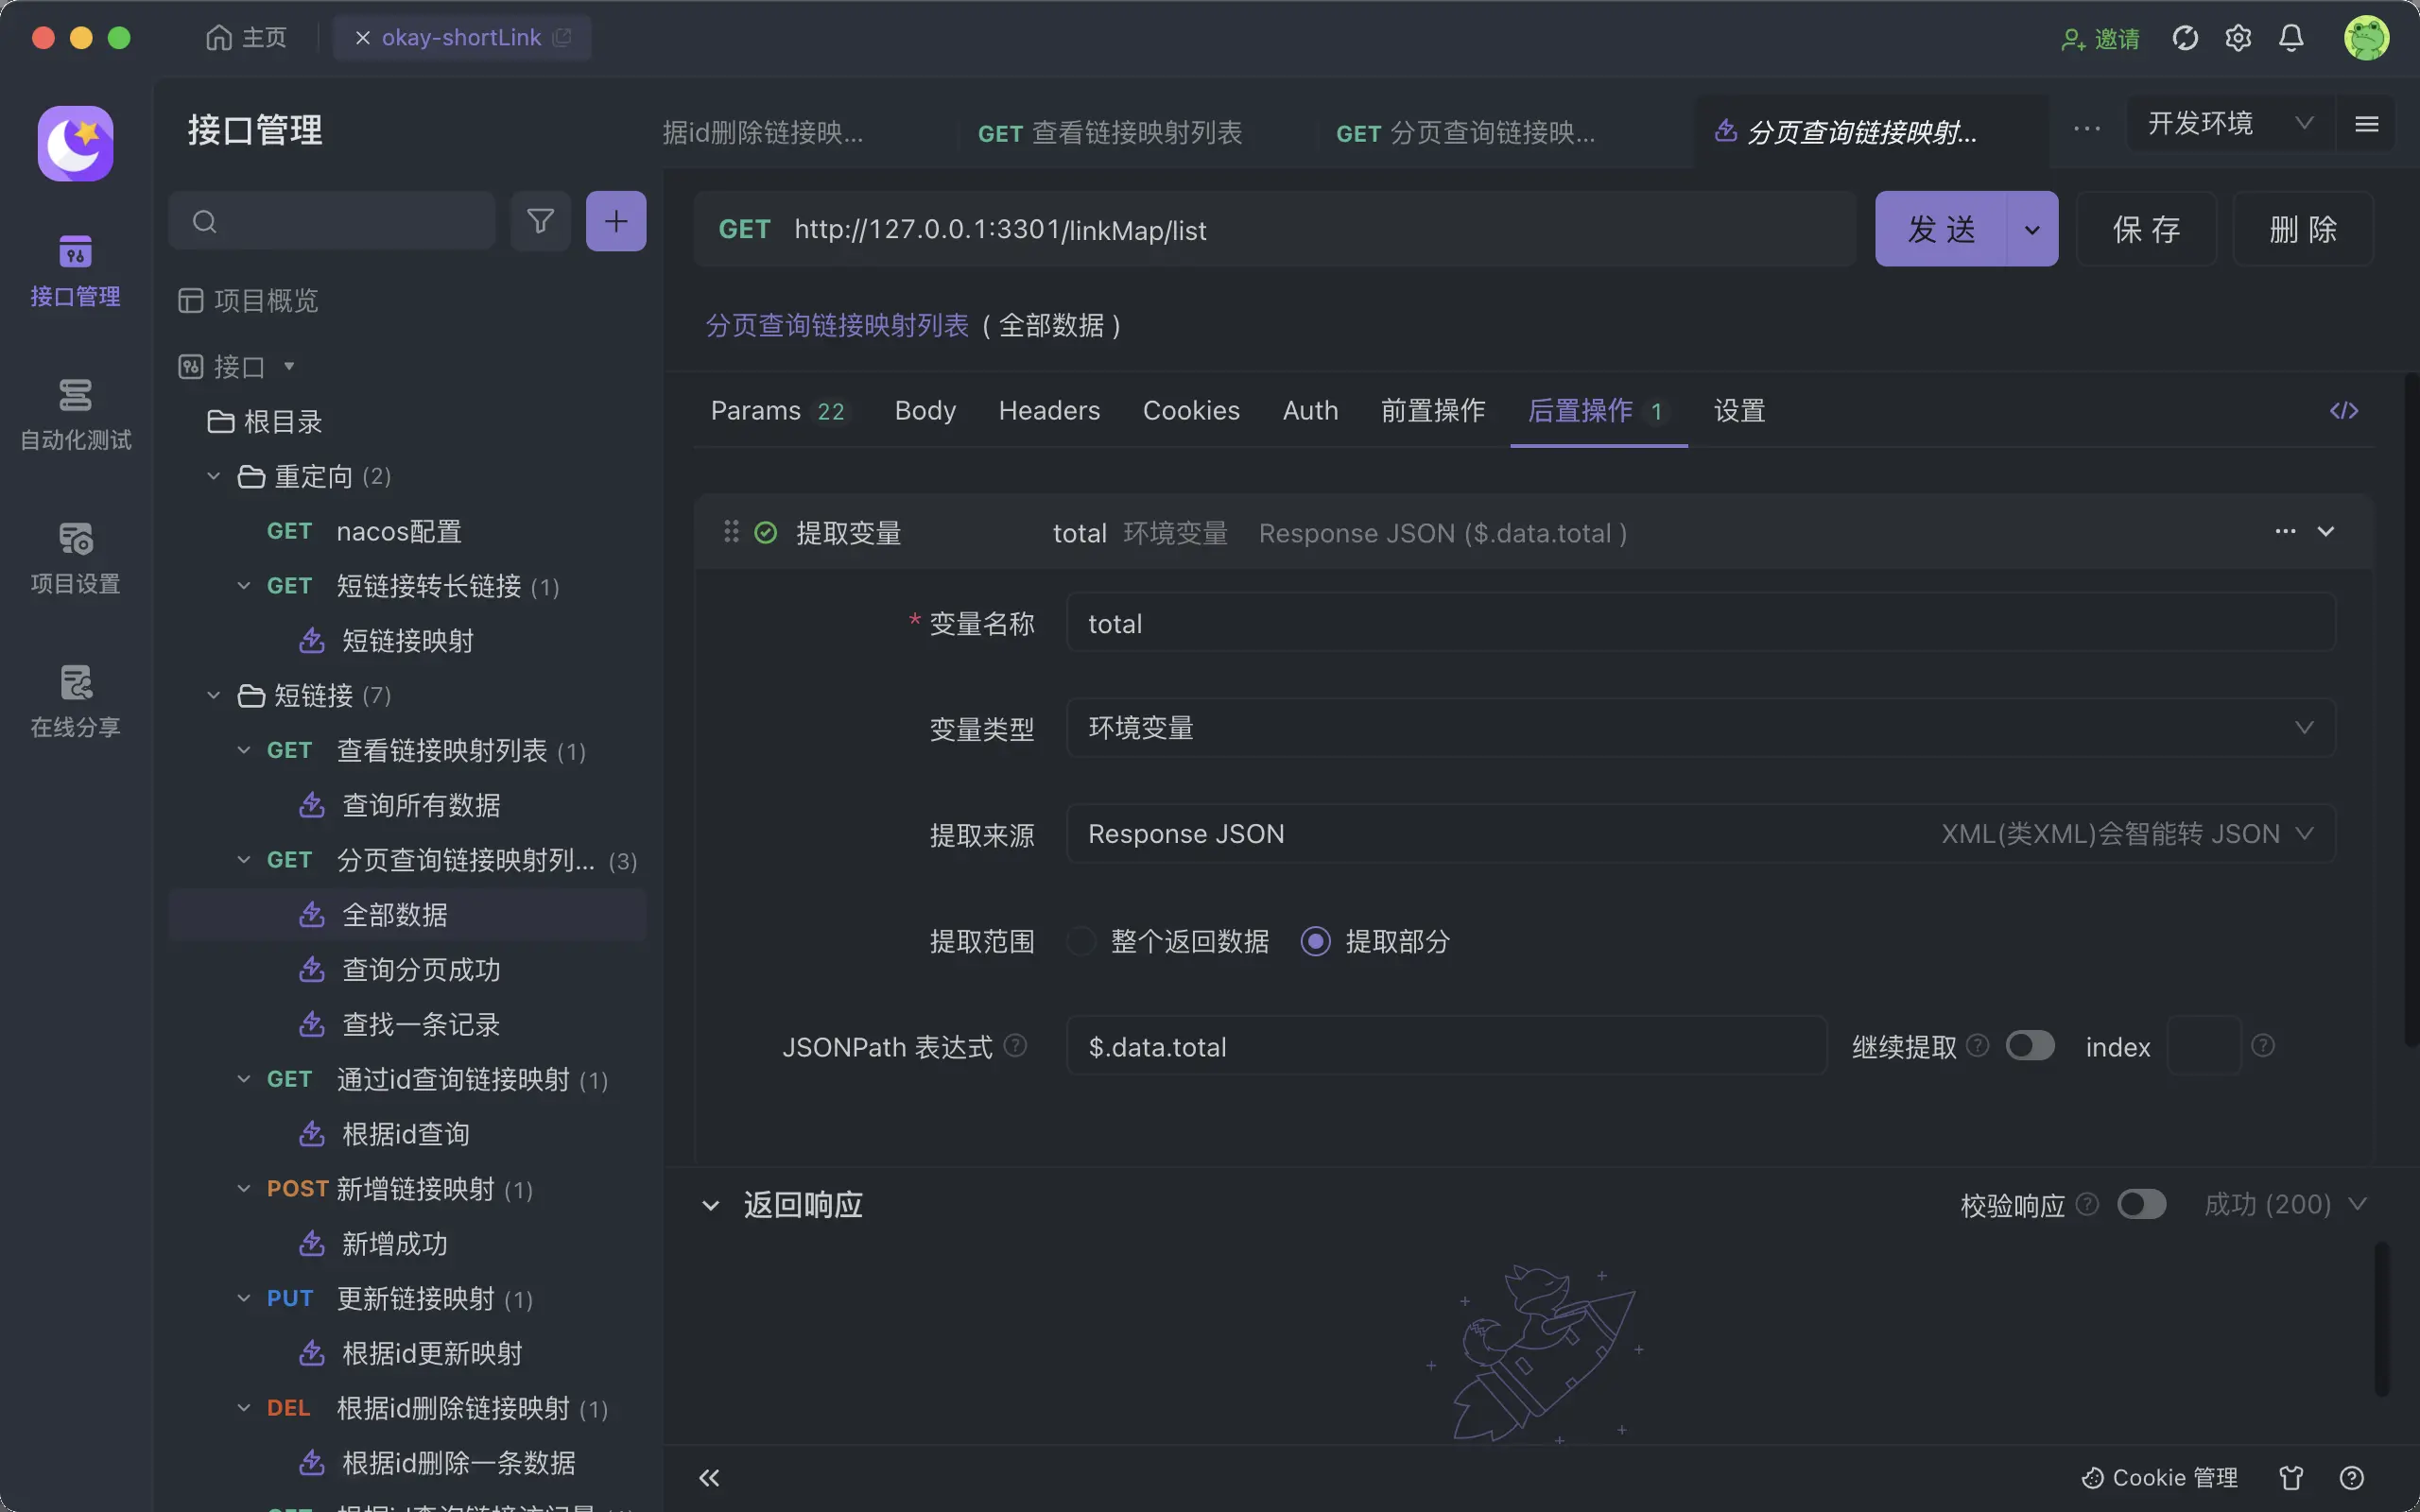 主页
okay-shortLink
邀请
接口管理
自动化测试
项目设置
在线分享
接口管理
项目概览
接口
根目录
重定向 (2)
GET nacos配置
GET 短链接转长链接 (1)
短链接映射
短链接 (7)
GET 查看链接映射列表 (1)
查询所有数据
GET 分页查询链接映射列... (3)
全部数据
查询分页成功
查找一条记录
GET 通过id查询链接映射 (1)
根据id查询
POST 新增链接映射 (1)
新增成功
PUT 更新链接映射 (1)
根据id更新映射
DEL 根据id删除链接映射 (1)
根据id删除一条数据
据id删除链接映...
GET 查看链接映射列表
GET 分页查询链接映...
分页查询链接映射...
开发环境
GET http://127.0.0.1:3301/linkMap/list
发 送
保 存
删 除
分页查询链接映射列表 ( 全部数据 )
Params 22 Body Headers Cookies Auth 前置操作 后置操作 1 设置
提取变量 total 环境变量 Response JSON ($.data.total )
* 变量名称 total
变量类型 环境变量
提取来源 Response JSON XML(类XML)会智能转 JSON
提取范围 整个返回数据 提取部分
JSONPath 表达式 $.data.total 继续提取 index
返回响应
校验响应 成功 (200)
Cookie 管理